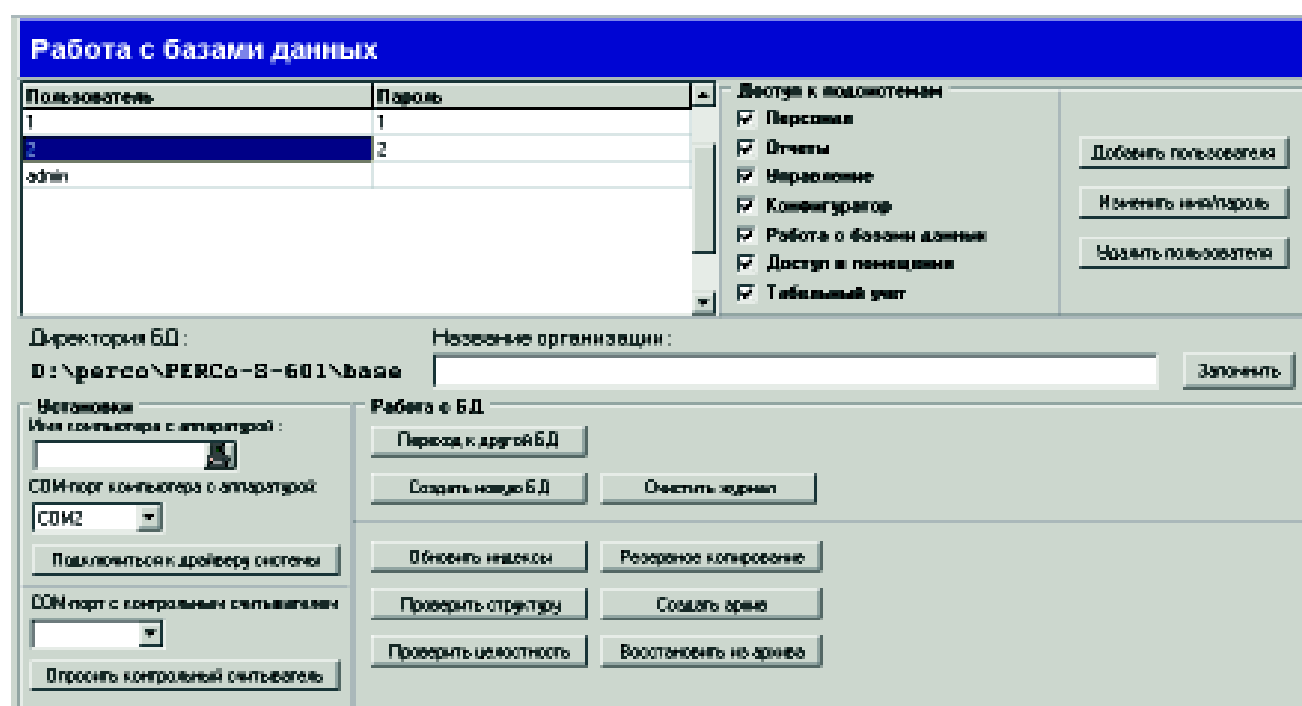 Работа с базами данных
Пользователь Пароль
1 1
2 2
admin
Доступ к подсистемам
Персонал
Отчеты
Управление
Конфигуратор
Работа с базами данных
Доступ в помещения
Табельный учет
Добавить пользователя
Изменить имя/пароль
Удалить пользователя
Директория БД :
D:\perco\PERCo-S-601\base
Название организации :
Запомнить
Установки
Имя компьютера с аппаратурой :
COM-порт компьютера с аппаратурой:
COM2
Подключиться к драйверу системы
COM-порт с контрольным считывателем
Опросить контрольный считыватель
Работа с БД
Переход к другой БД
Создать новую БД Очистить журнал
Обновить индексы Резервное копирование
Проверить структуру Создать архив
Проверить целостность Восстановить из архива